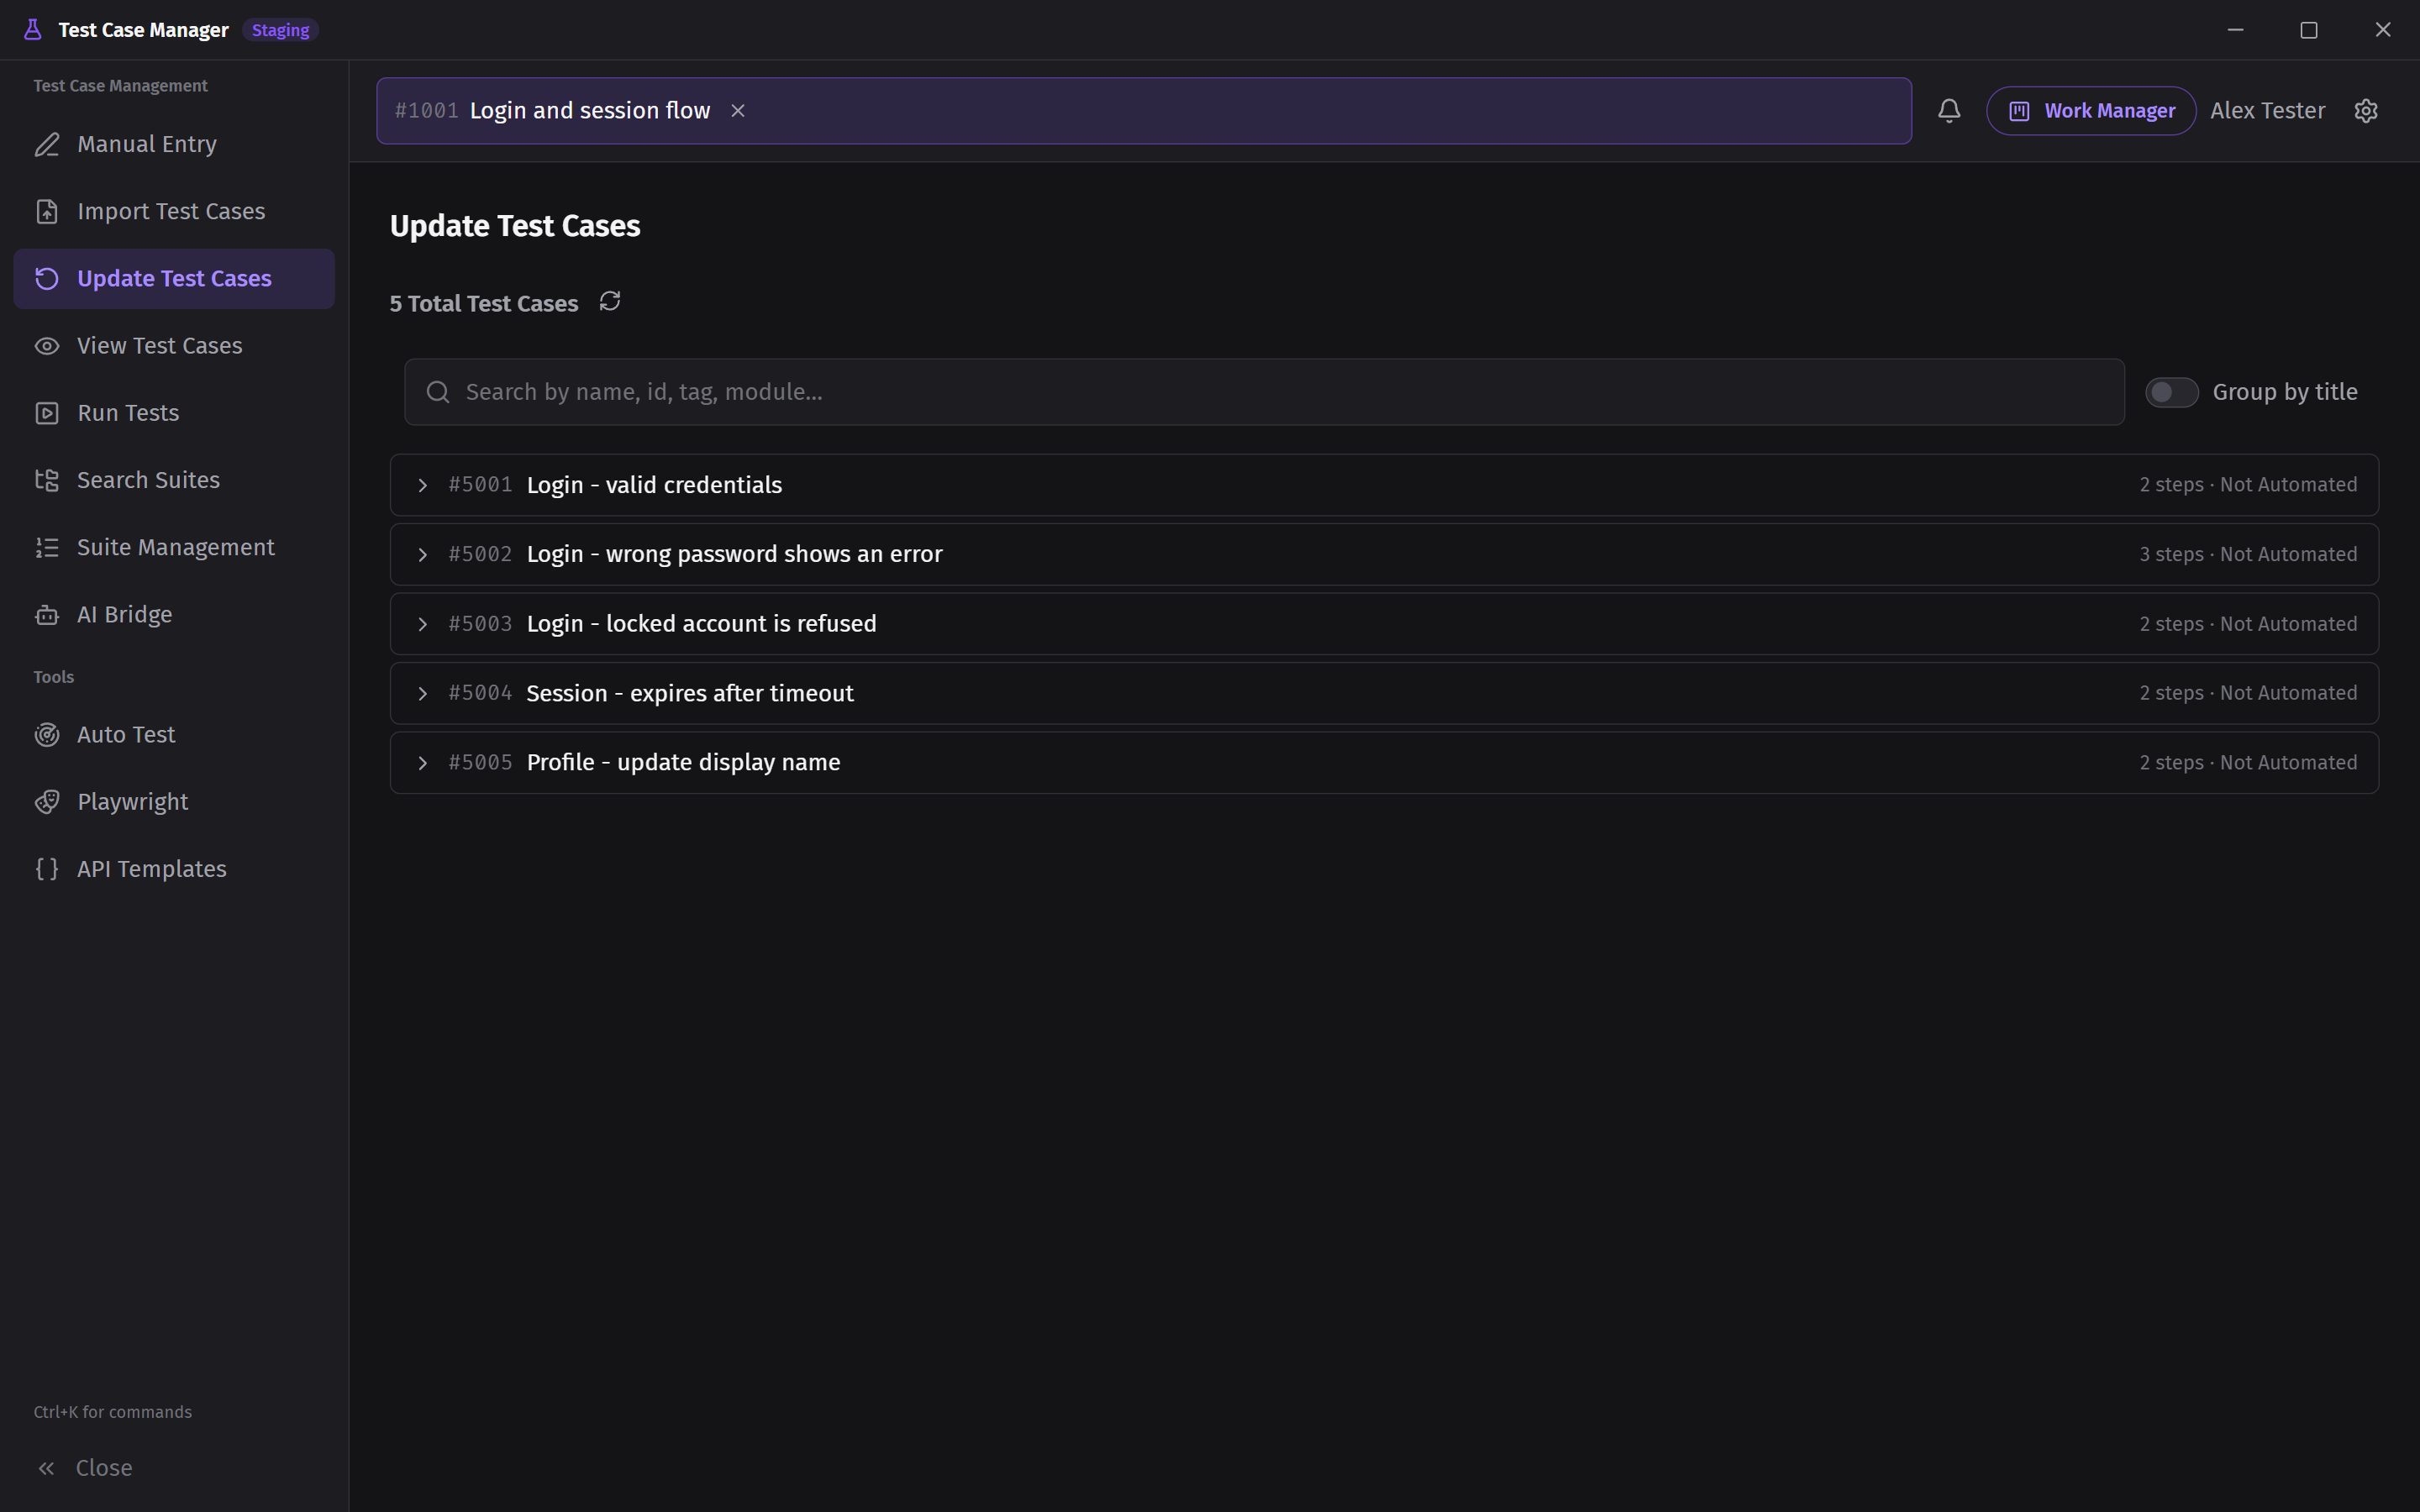 Test Case Manager Staging
Test Case Management
Manual Entry
Import Test Cases
Update Test Cases
View Test Cases
Run Tests
Search Suites
Suite Management
AI Bridge
Tools
Auto Test
Playwright
API Templates
Ctrl+K for commands
Close
#1001 Login and session flow
Work Manager
Alex Tester
Update Test Cases
5 Total Test Cases
Search by name, id, tag, module...
Group by title
#5001 Login - valid credentials 2 steps · Not Automated
#5002 Login - wrong password shows an error 3 steps · Not Automated
#5003 Login - locked account is refused 2 steps · Not Automated
#5004 Session - expires after timeout 2 steps · Not Automated
#5005 Profile - update display name 2 steps · Not Automated